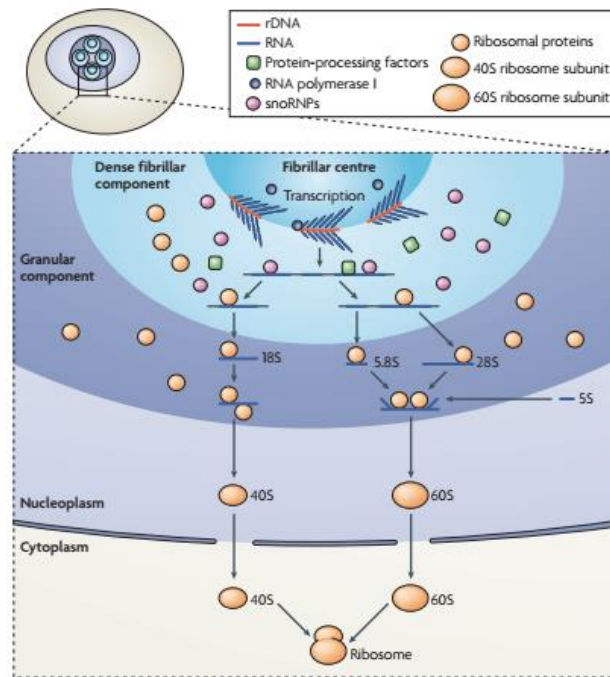 rDNA
RNA
Protein-processing factors
RNA polymerase I
snoRNPs
Ribosomal proteins
40S ribosome subunit
60S ribosome subunit
Dense fibrillar
component
Fibrillar centre
Transcription
Granular
component
18S
5.8S
28S
5S
Nucleoplasm
40S
60S
Cytoplasm
40S
60S
Ribosome